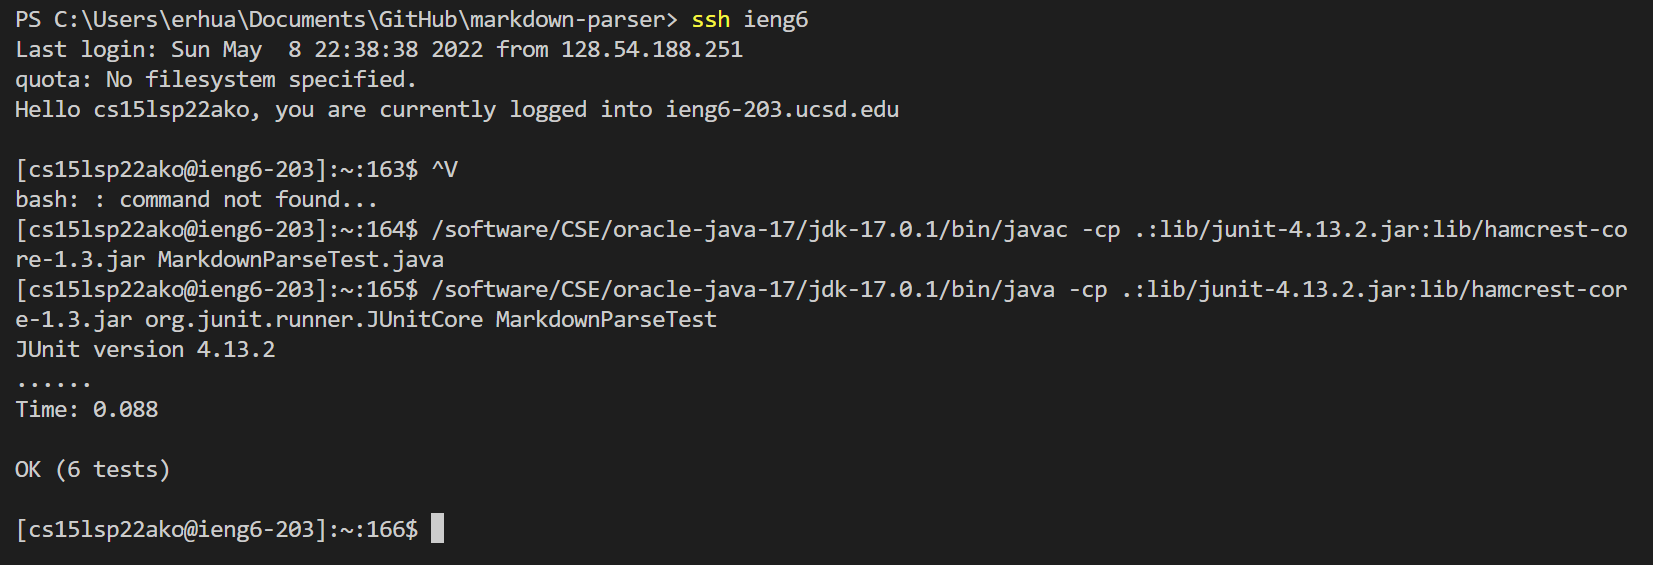 PS C:\Users\erhua\Documents\GitHub\markdown-parser> ssh ieng6
Last login: Sun May  8 22:38:38 2022 from 128.54.188.251
quota: No filesystem specified.
Hello cs15lsp22ako, you are currently logged into ieng6-203.ucsd.edu
[cs15lsp22ako@ieng6-203]:~:163$ ^V
bash: : command not found...
[cs15lsp22ako@ieng6-203]:~:164$ /software/CSE/oracle-java-17/jdk-17.0.1/bin/javac -cp .:lib/junit-4.13.2.jar:lib/hamcrest-co
re-1.3.jar MarkdownParseTest.java
[cs15lsp22ako@ieng6-203]:~:165$ /software/CSE/oracle-java-17/jdk-17.0.1/bin/java -cp .:lib/junit-4.13.2.jar:lib/hamcrest-cor
e-1.3.jar org.junit.runner.JUnitCore MarkdownParseTest
JUnit version 4.13.2
......
Time: 0.088
OK (6 tests)
[cs15lsp22ako@ieng6-203]:~:166$